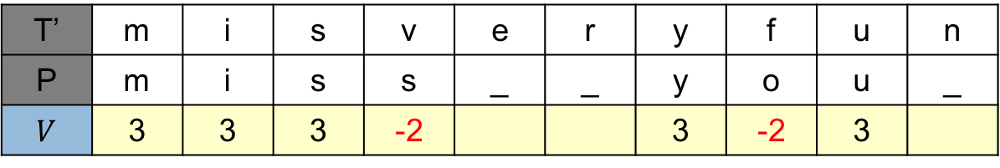 T’ m i s v e r y f u n
P m i s s _ _ y o u _
V 3 3 3 -2 3 -2 3